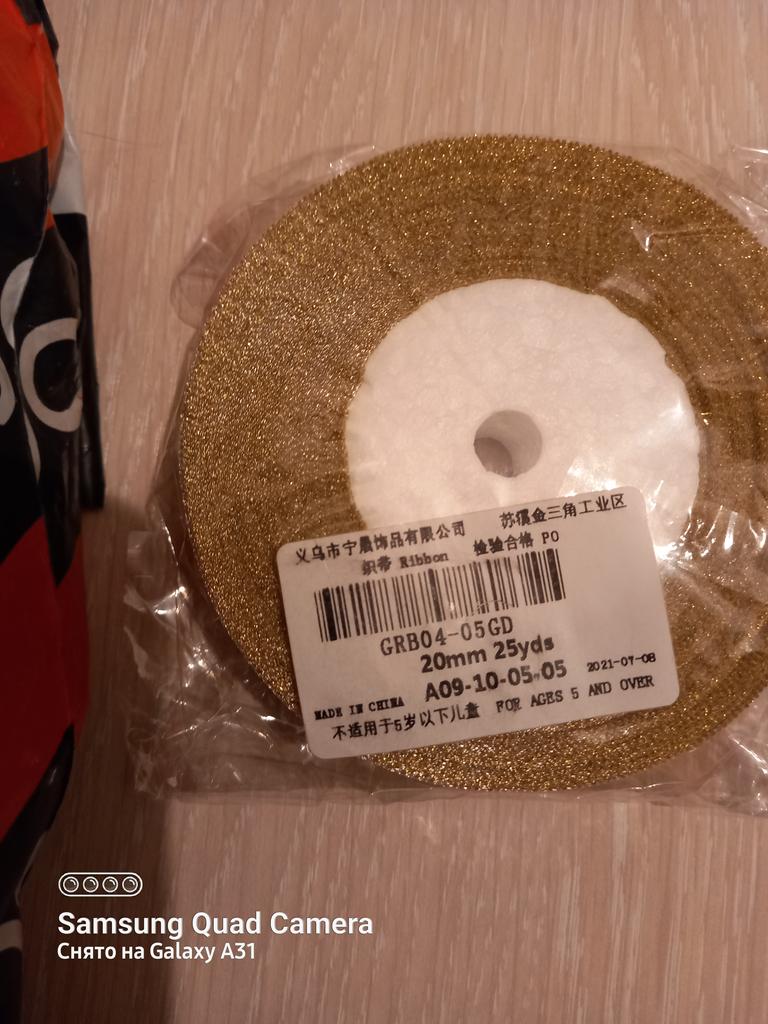 义乌市宁晨饰品有限公司 苏溪金三角工业区
织带 Ribbon 检验合格 PO
GRB04-05GD
20mm 25yds
A09-10-05-05 2021-07-08
MADE IN CHINA
不适用于5岁以下儿童 FOR AGES 5 AND OVER
Samsung Quad Camera
Снято на Galaxy A31